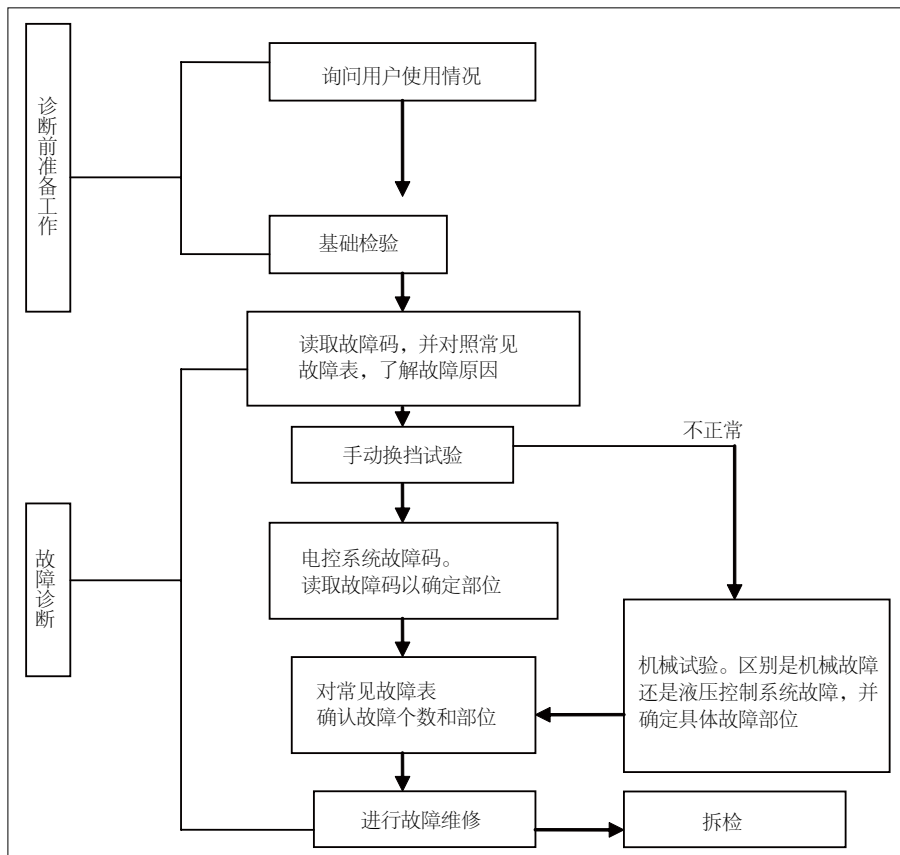 诊断前准备工作
询问用户使用情况
基础检验
读取故障码，并对照常见
故障表，了解故障原因
手动换挡试验
不正常
故障诊断
电控系统故障码。
读取故障码以确定部位
机械试验。区别是机械故障
还是液压控制系统故障，并
确定具体故障部位
对常见故障表
确认故障个数和部位
进行故障维修
拆检